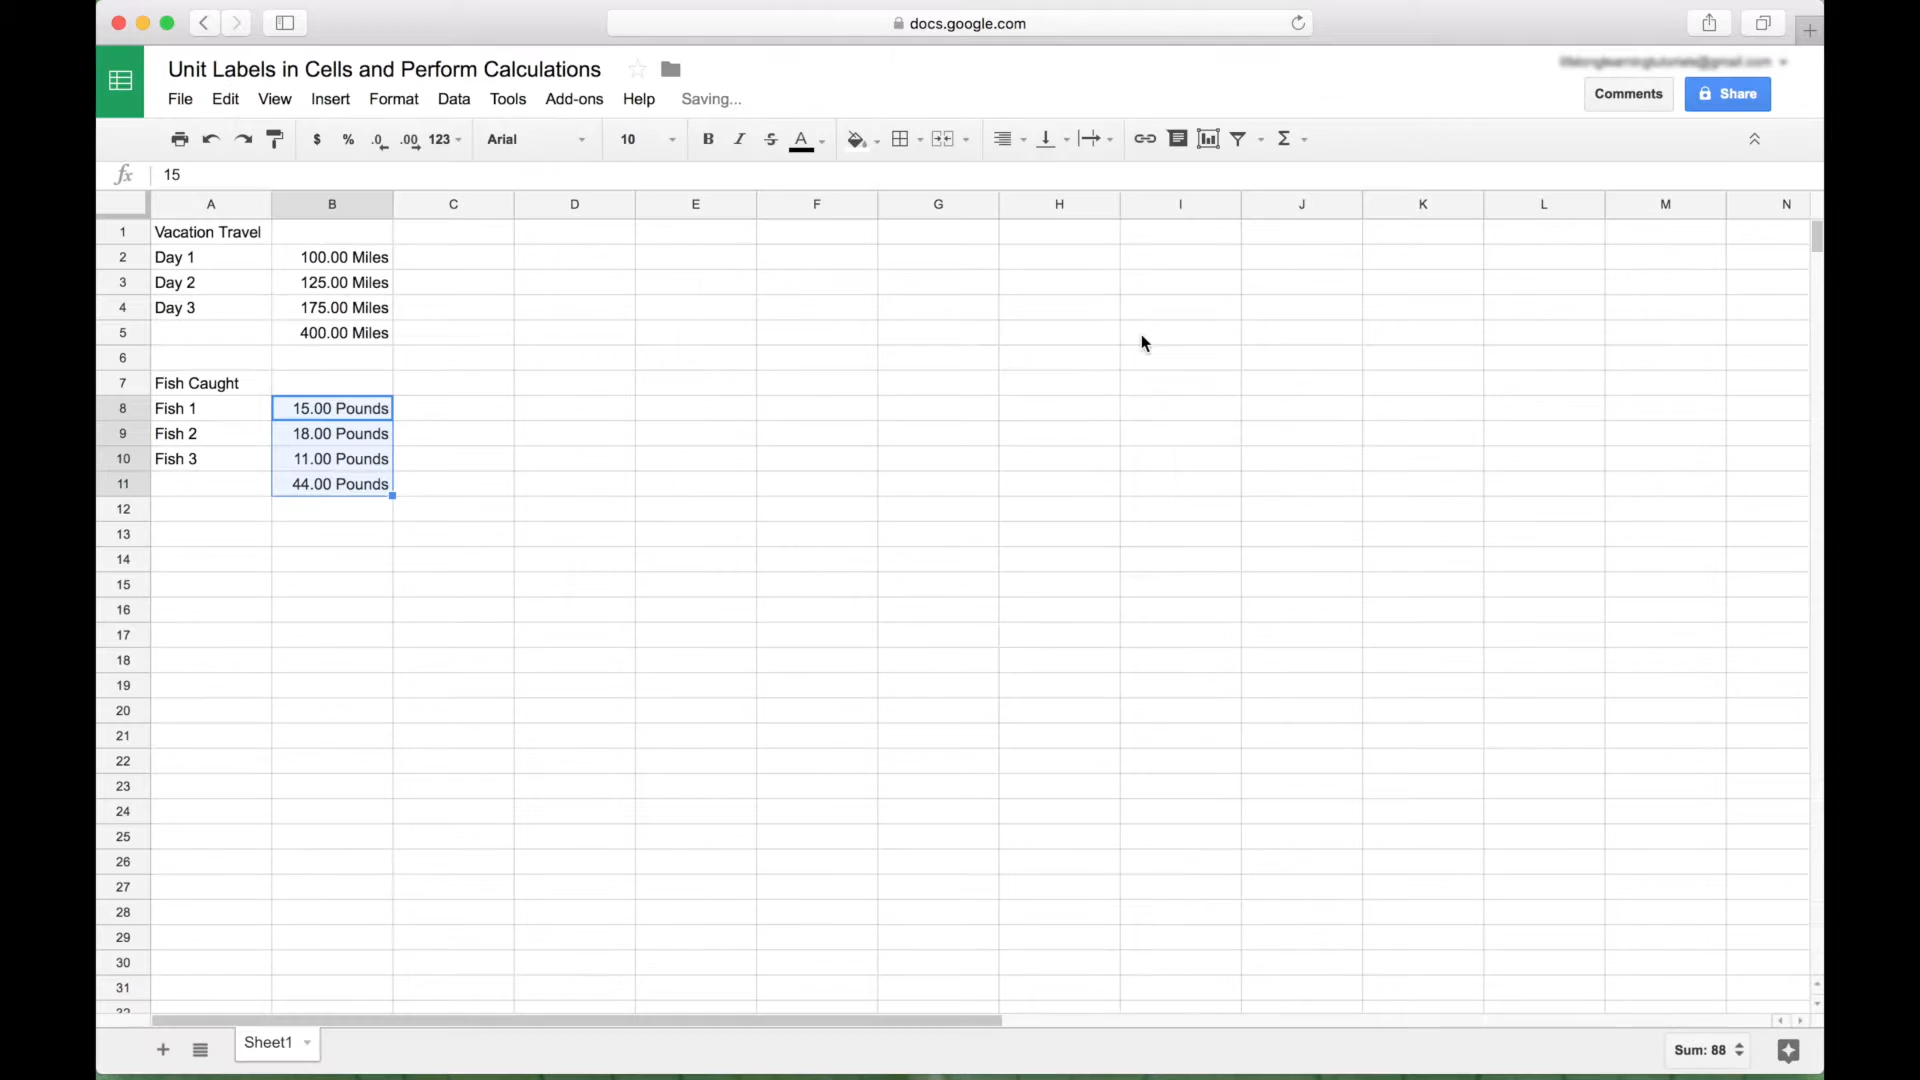 docs.google.com
Unit Labels in Cells and Perform Calculations
File Edit View Insert Format Data Tools Add-ons Help Saving...
Comments
Share
$ % .0 .00 123 Arial 10 B I S A Σ
fx 15
A B C D E F G H I J K L M N
1 Vacation Travel
2 Day 1 100.00 Miles
3 Day 2 125.00 Miles
4 Day 3 175.00 Miles
5 400.00 Miles
6
7 Fish Caught
8 Fish 1 15.00 Pounds
9 Fish 2 18.00 Pounds
10 Fish 3 11.00 Pounds
11 44.00 Pounds
12
13
14
15
16
17
18
19
20
21
22
23
24
25
26
27
28
29
30
31
32
Sheet1
Sum: 88